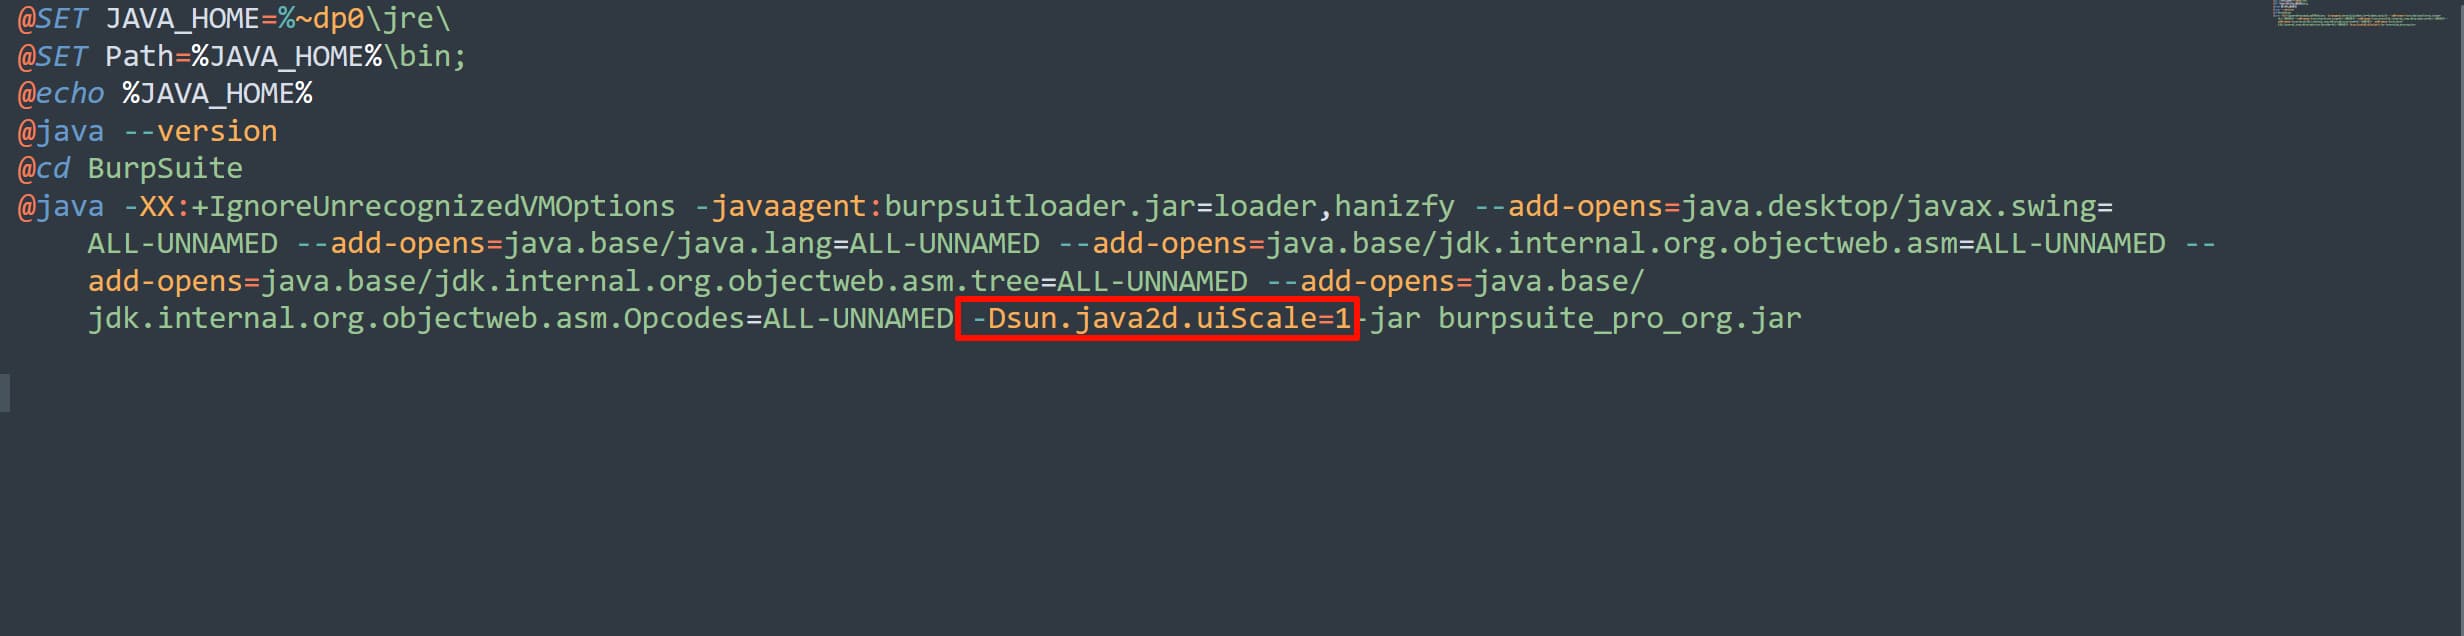 @SET JAVA_HOME=%~dp0\jre\
@SET Path=%JAVA_HOME%\bin;
@echo %JAVA_HOME%
@java --version
@cd BurpSuite
@java -XX:+IgnoreUnrecognizedVMOptions -javaagent:burpsuitloader.jar=loader,hanizfy --add-opens=java.desktop/javax.swing=
ALL-UNNAMED --add-opens=java.base/java.lang=ALL-UNNAMED --add-opens=java.base/jdk.internal.org.objectweb.asm=ALL-UNNAMED --
add-opens=java.base/jdk.internal.org.objectweb.asm.tree=ALL-UNNAMED --add-opens=java.base/
jdk.internal.org.objectweb.asm.Opcodes=ALL-UNNAMED -Dsun.java2d.uiScale=1 -jar burpsuite_pro_org.jar